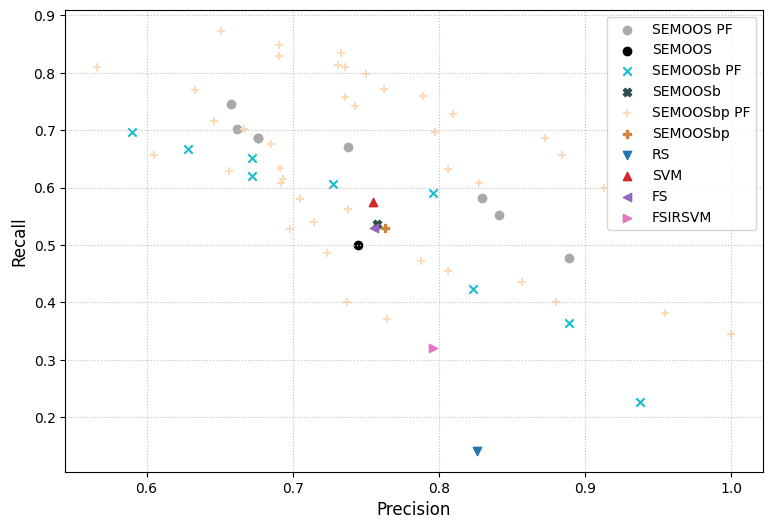 0.9
0.8
0.7
0.6
0.5
0.4
0.3
0.2
Recall
0.6 0.7 0.8 0.9 1.0
Precision
SEMOOS PF
SEMOOS
SEMOOSb PF
SEMOOSb
SEMOOSbp PF
SEMOOSbp
RS
SVM
FS
FSIRSVM